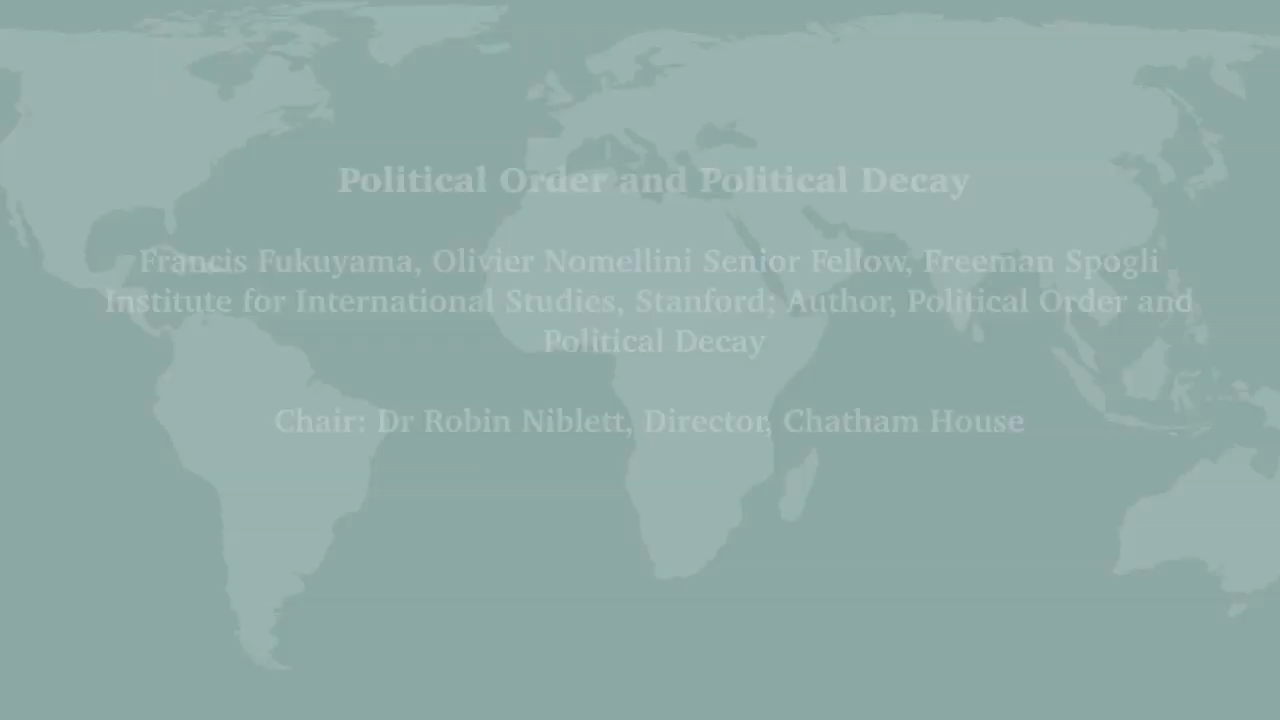 Political Order and Political Decay
Francis Fukuyama, Olivier Nomellini Senior Fellow, Freeman Spogli
Institute for International Studies, Stanford; Author, Political Order and
Political Decay
Chair: Dr Robin Niblett, Director, Chatham House